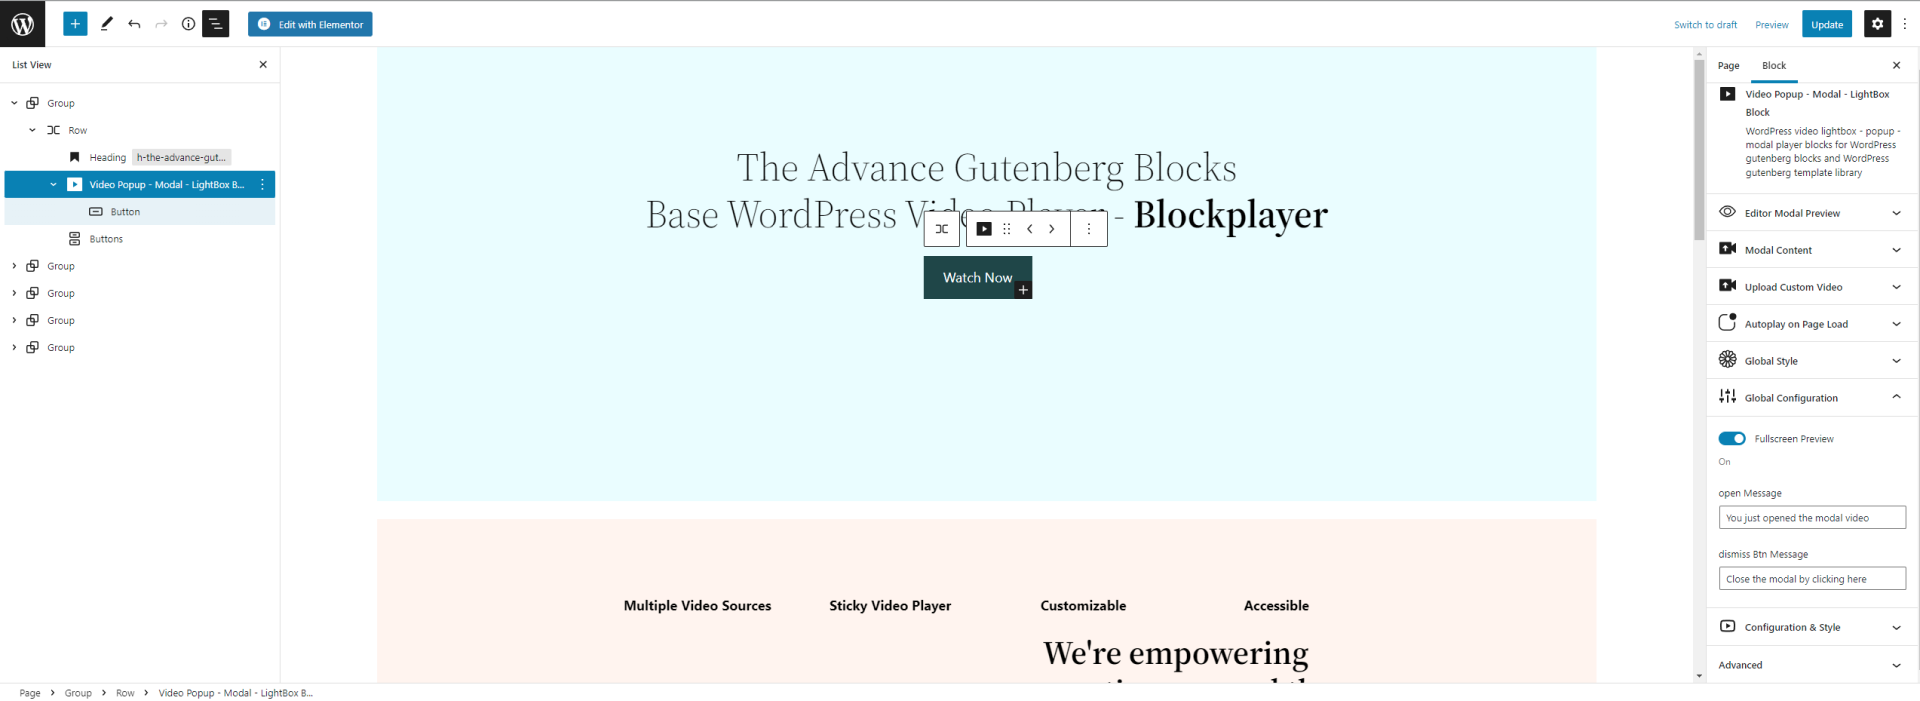 Edit with Elementor
Switch to draft
Preview
Update
List View
Group
Row
Heading h-the-advance-gut...
Video Popup - Modal - LightBox B...
Button
Buttons
Group
Group
Group
Group
The Advance Gutenberg Blocks
Base WordPress Video Player - Blockplayer
Watch Now
Multiple Video Sources
Sticky Video Player
Customizable
Accessible
We're empowering
Page
Block
Video Popup - Modal - LightBox
Block
WordPress video lightbox - popup -
modal player blocks for WordPress
gutenberg blocks and WordPress
gutenberg template library
Editor Modal Preview
Modal Content
Upload Custom Video
Autoplay on Page Load
Global Style
Global Configuration
Fullscreen Preview
On
open Message
You just opened the modal video
dismiss Btn Message
Close the modal by clicking here
Configuration & Style
Advanced
Page
Group
Row
Video Popup - Modal - LightBox B...